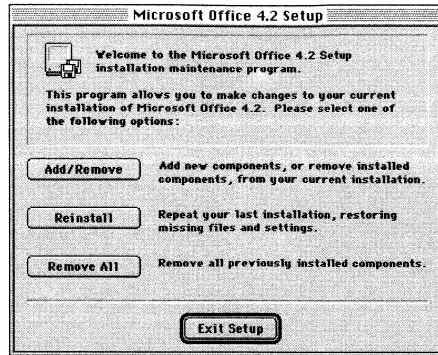 Microsoft Office 4.2 Setup
Welcome to the Microsoft Office 4.2 Setup
installation maintenance program.
This program allows you to make changes to your current
installation of Microsoft Office 4.2. Please select one of
the following options:
Add/Remove
Add new components, or remove installed
components, from your current installation.
Reinstall
Repeat your last installation, restoring
missing files and settings.
Remove All
Remove all previously installed components.
Exit Setup